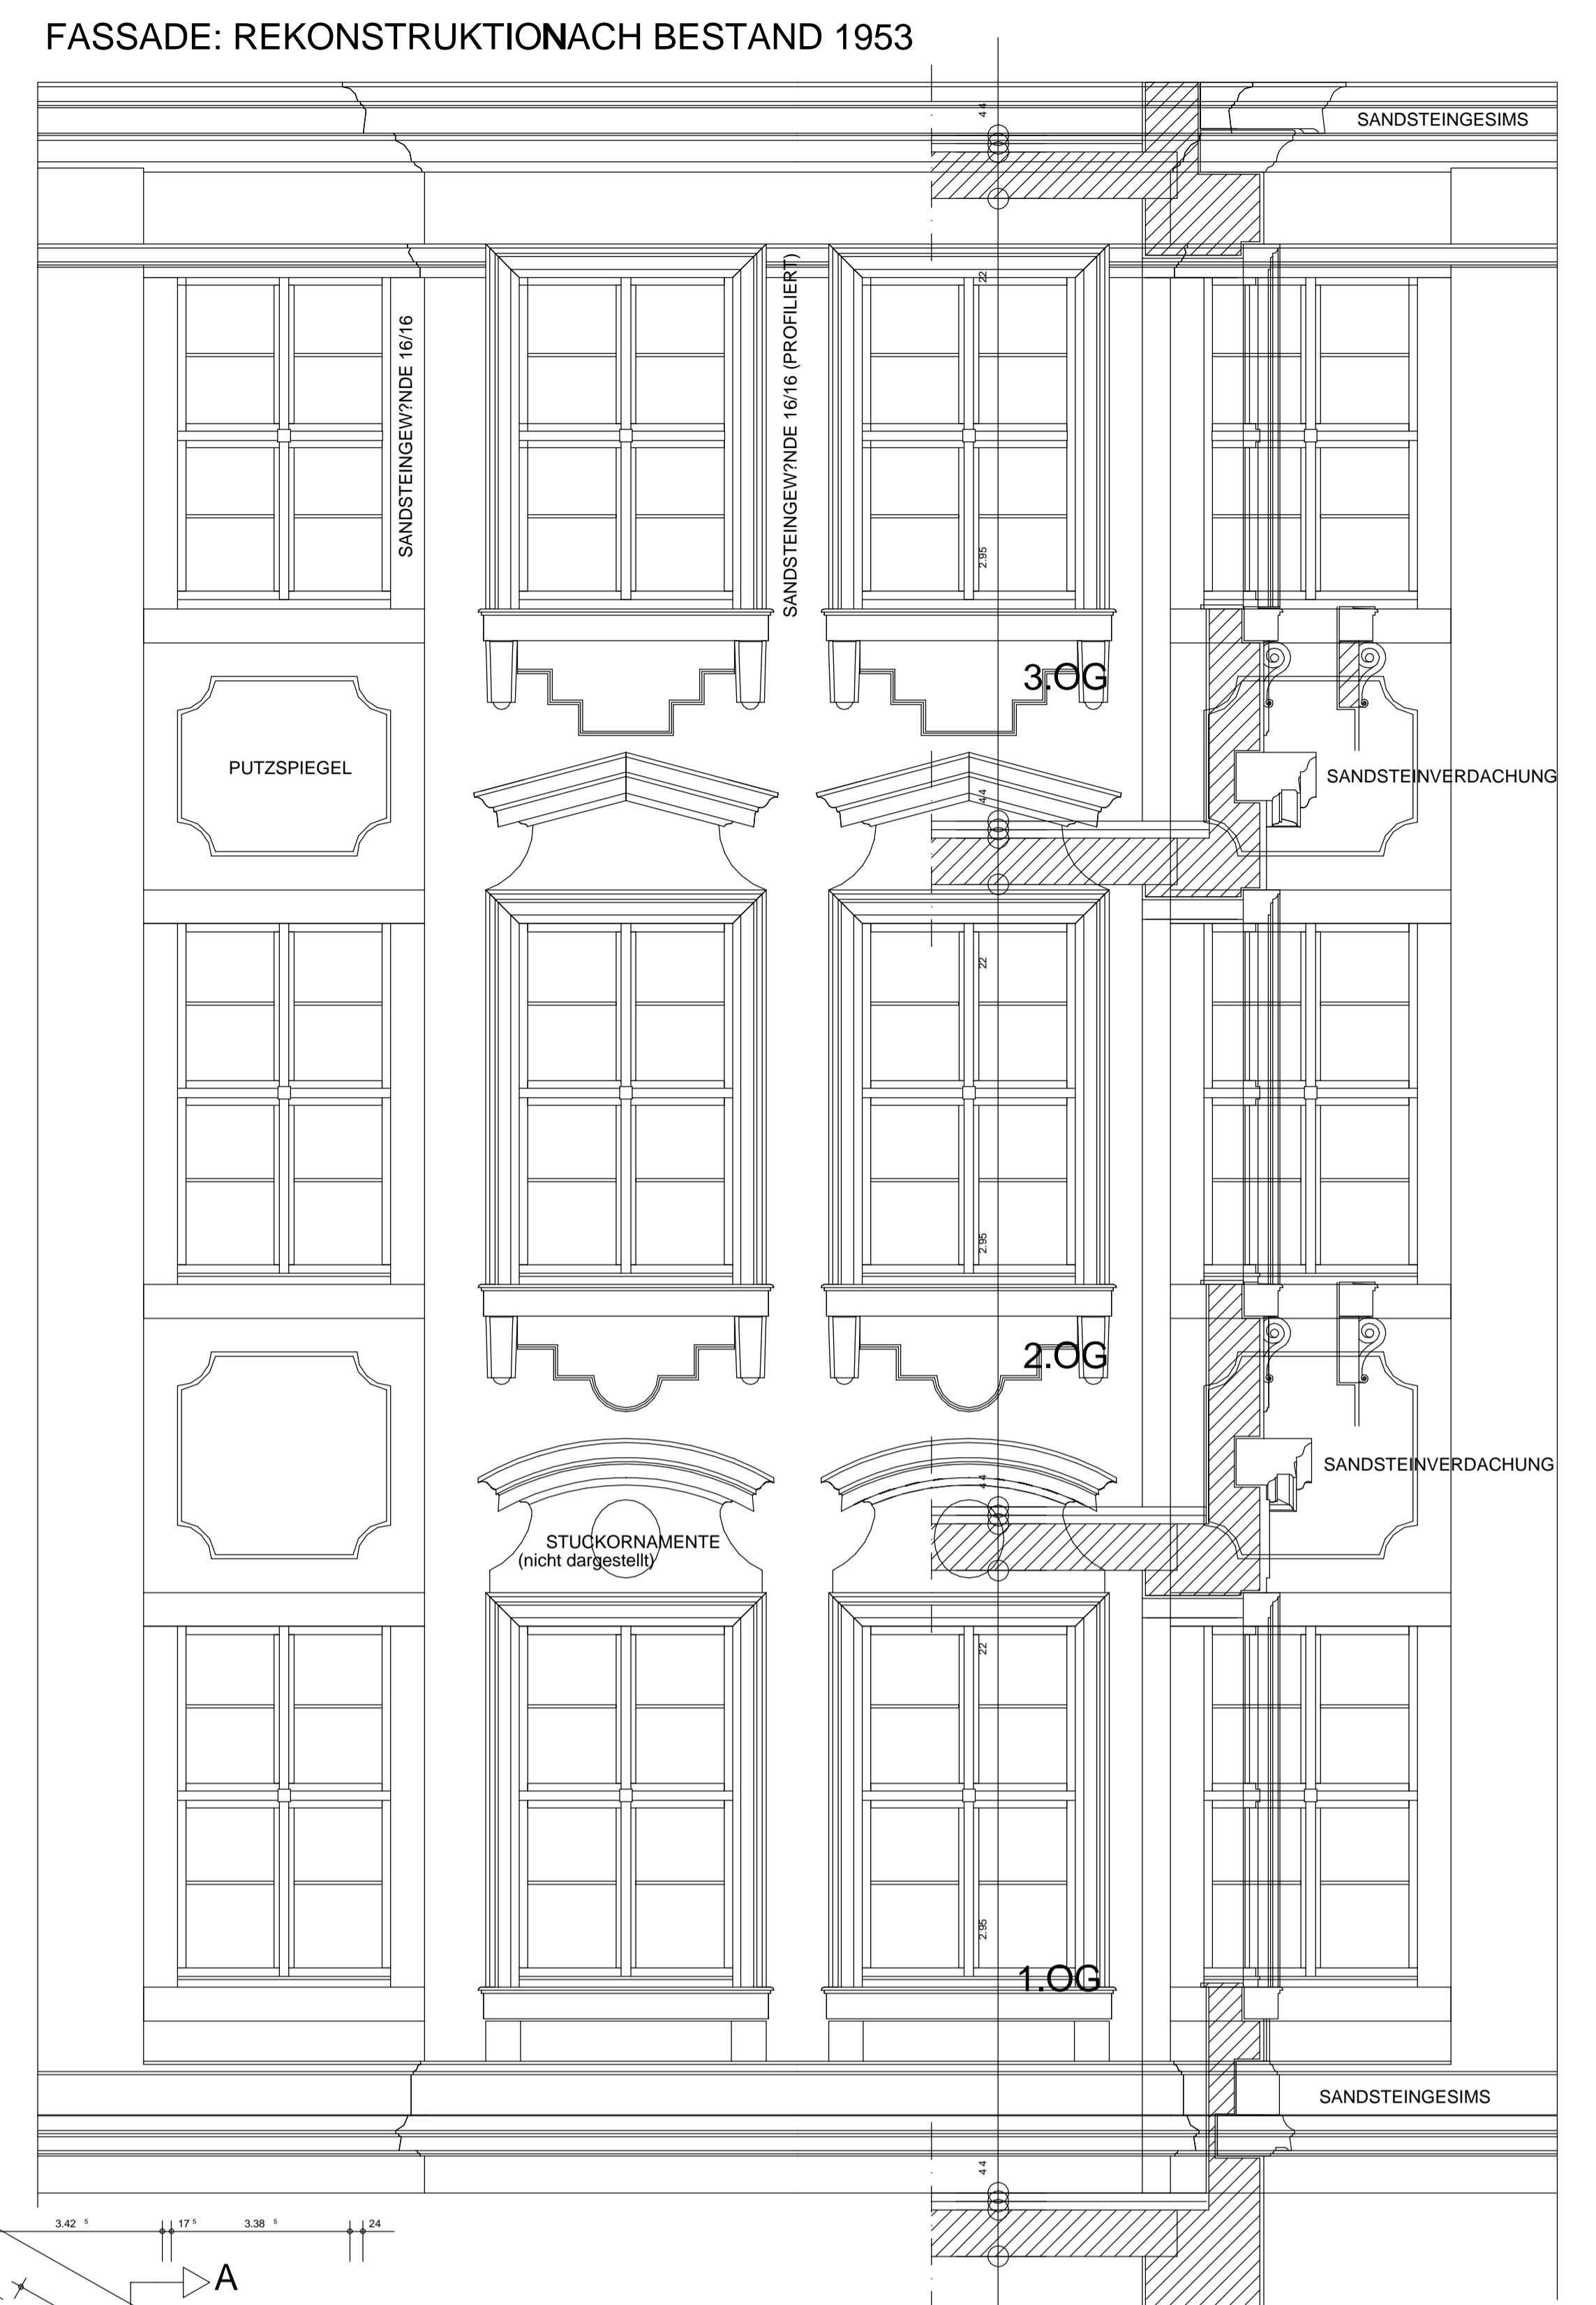 FASSADE: REKONSTRUKTIONACH BESTAND 1953
4 4
SANDSTEINGESIMS
22
SANDSTEINGEW?NDE 16/16
SANDSTEINGEW?NDE 16/16 (PROFILIERT)
2.95
3.OG
PUTZSPIEGEL
SANDSTEINVERDACHUNG
4 4
22
2.95
2.OG
SANDSTEINVERDACHUNG
4 4
STUCKORNAMENTE
(nicht dargestellt)
22
2.95
1.OG
SANDSTEINGESIMS
4 4
3.42 5 17 5 3.38 5 24
A